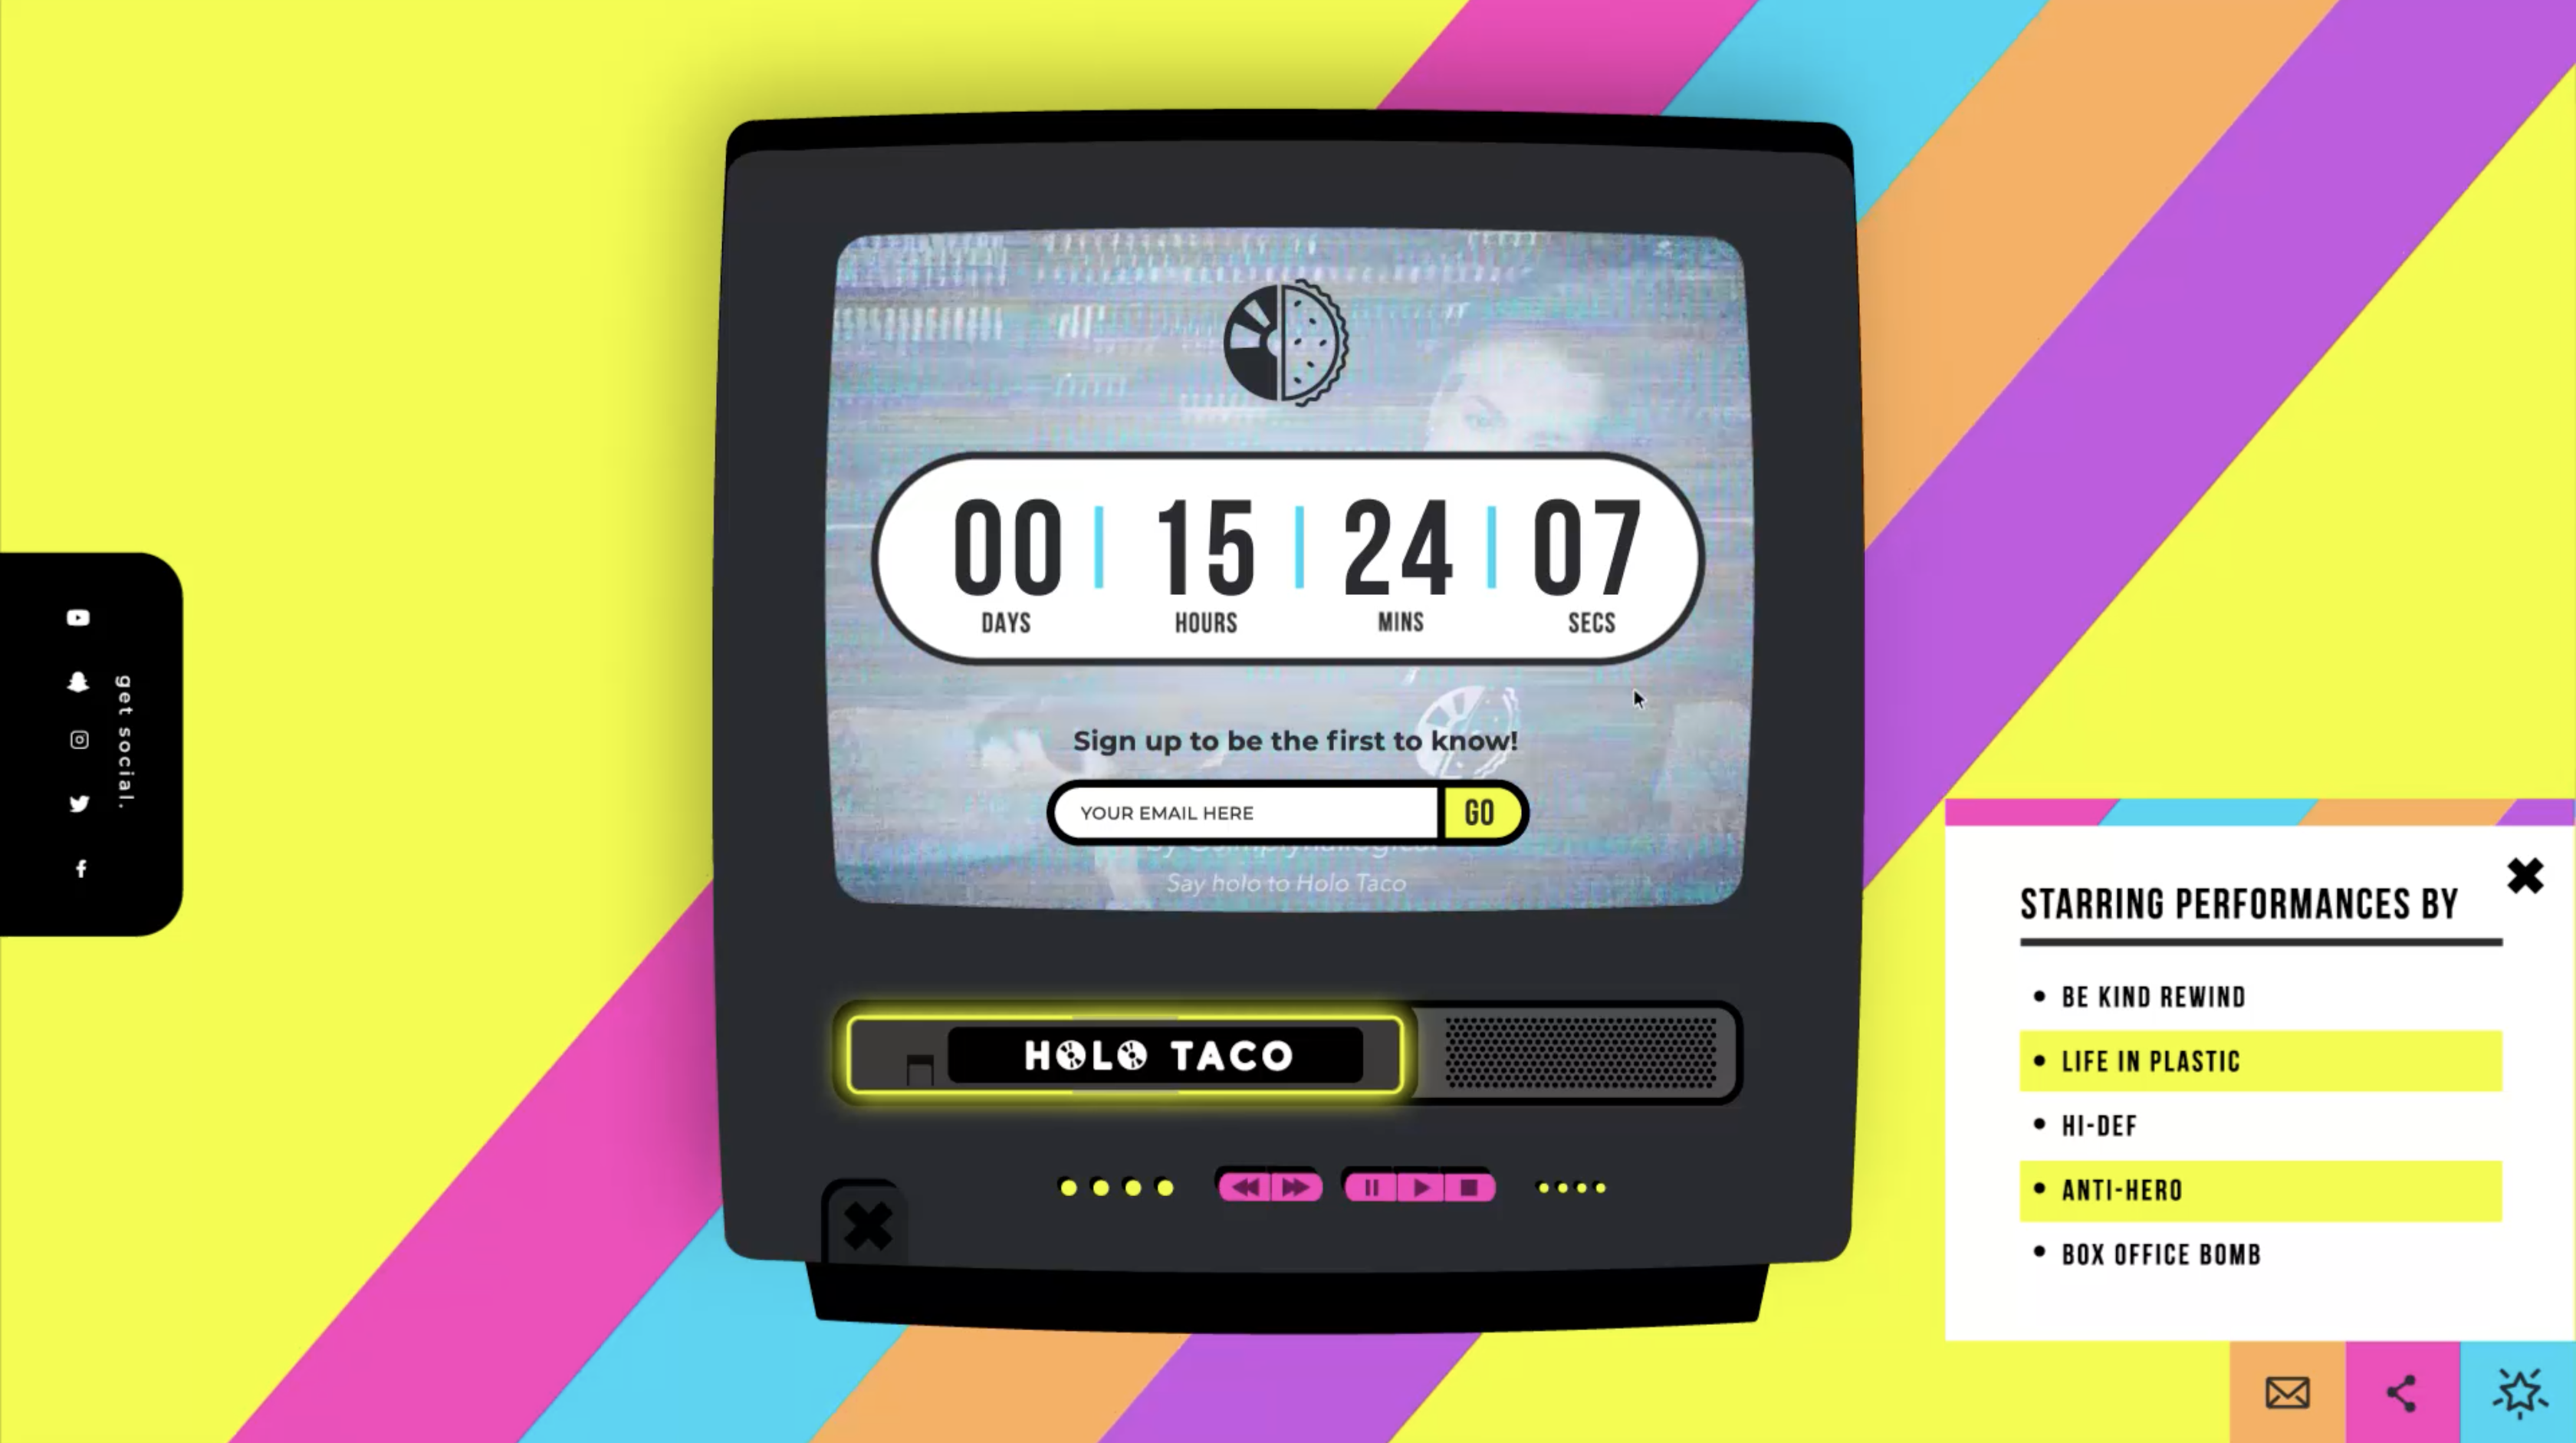 00 15 24 07
DAYS HOURS MINS SECS
Sign up to be the first to know!
YOUR EMAIL HERE GO
Say holo to Holo Taco
HOLO TACO
get social.
STARRING PERFORMANCES BY
BE KIND REWIND
LIFE IN PLASTIC
HI-DEF
ANTI-HERO
BOX OFFICE BOMB